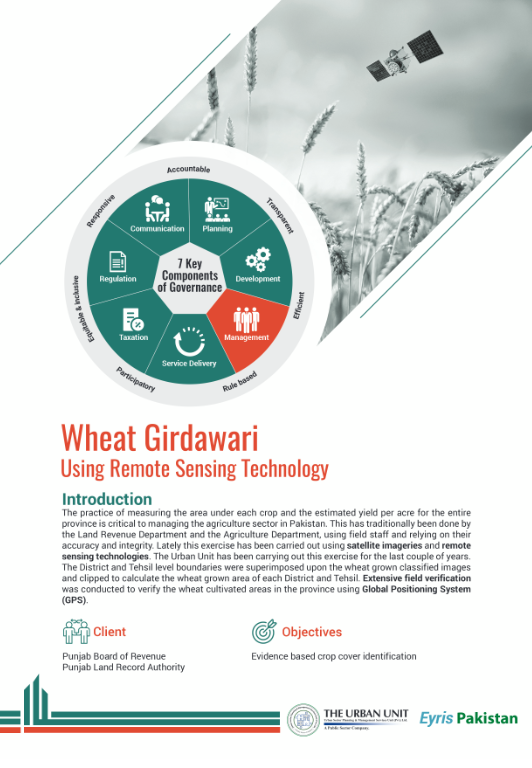 Accountable
Responsive
Transparent
Communication
Planning
7 Key
Components
of Governance
Regulation
Development
Equitable & Inclusive
Efficient
Taxation
Management
Service Delivery
Participatory
Rule based
Wheat Girdawari
Using Remote Sensing Technology
Introduction
The practice of measuring the area under each crop and the estimated yield per acre for the entire
province is critical to managing the agriculture sector in Pakistan. This has traditionally been done by
the Land Revenue Department and the Agriculture Department, using field staff and relying on their
accuracy and integrity. Lately this exercise has been carried out using satellite imageries and remote
sensing technologies. The Urban Unit has been carrying out this exercise for the last couple of years.
The District and Tehsil level boundaries were superimposed upon the wheat grown classified images
and clipped to calculate the wheat grown area of each District and Tehsil. Extensive field verification
was conducted to verify the wheat cultivated areas in the province using Global Positioning System
(GPS).
Client
Objectives
Punjab Board of Revenue
Punjab Land Record Authority
Evidence based crop cover identification
THE URBAN UNIT
A Public Sector Company
Eyris Pakistan